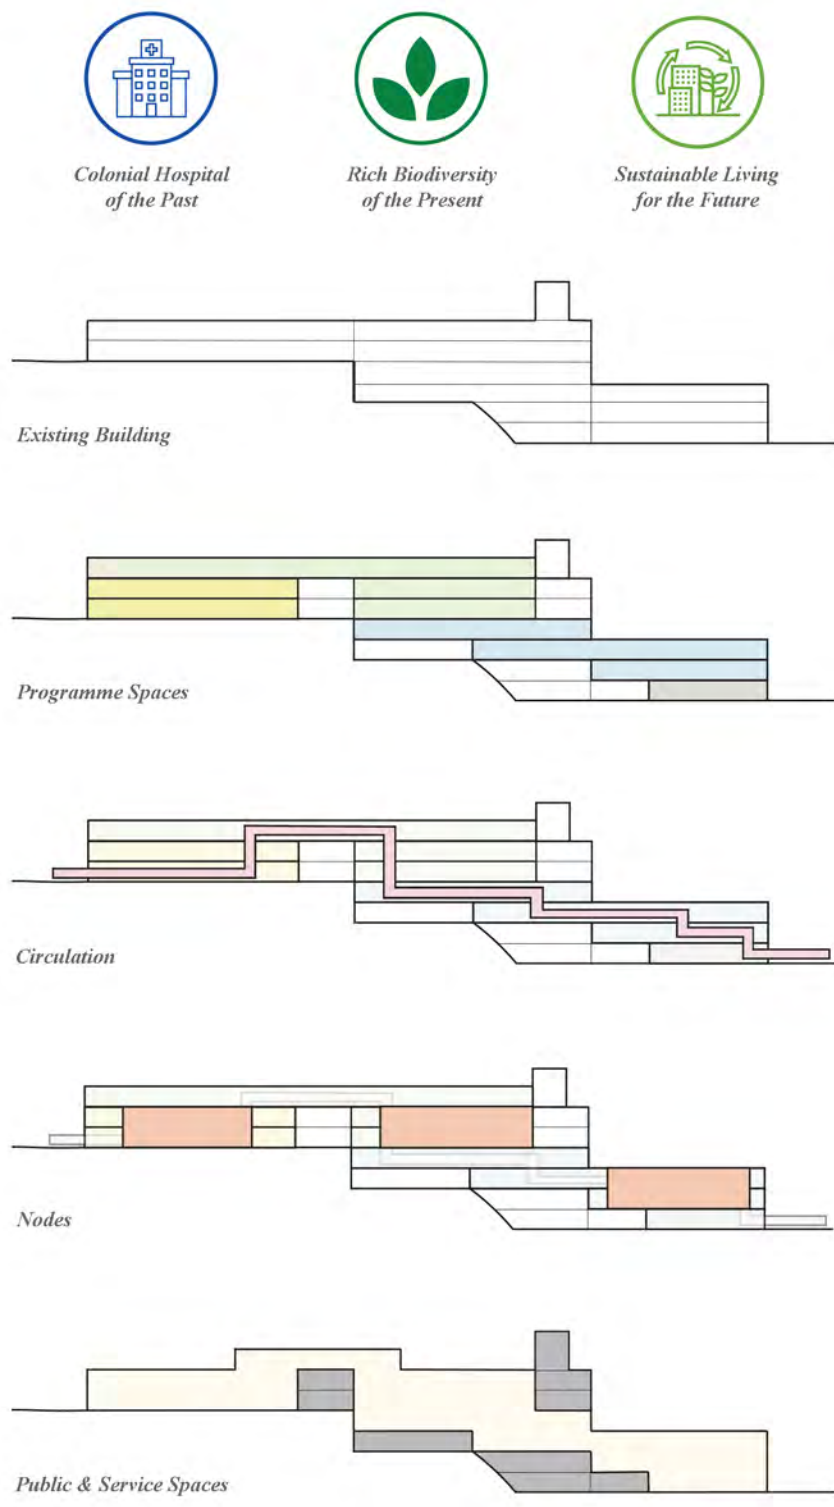 Colonial Hospital
of the Past
Rich Biodiversity
of the Present
Sustainable Living
for the Future
Existing Building
Programme Spaces
Circulation
Nodes
Public & Service Spaces